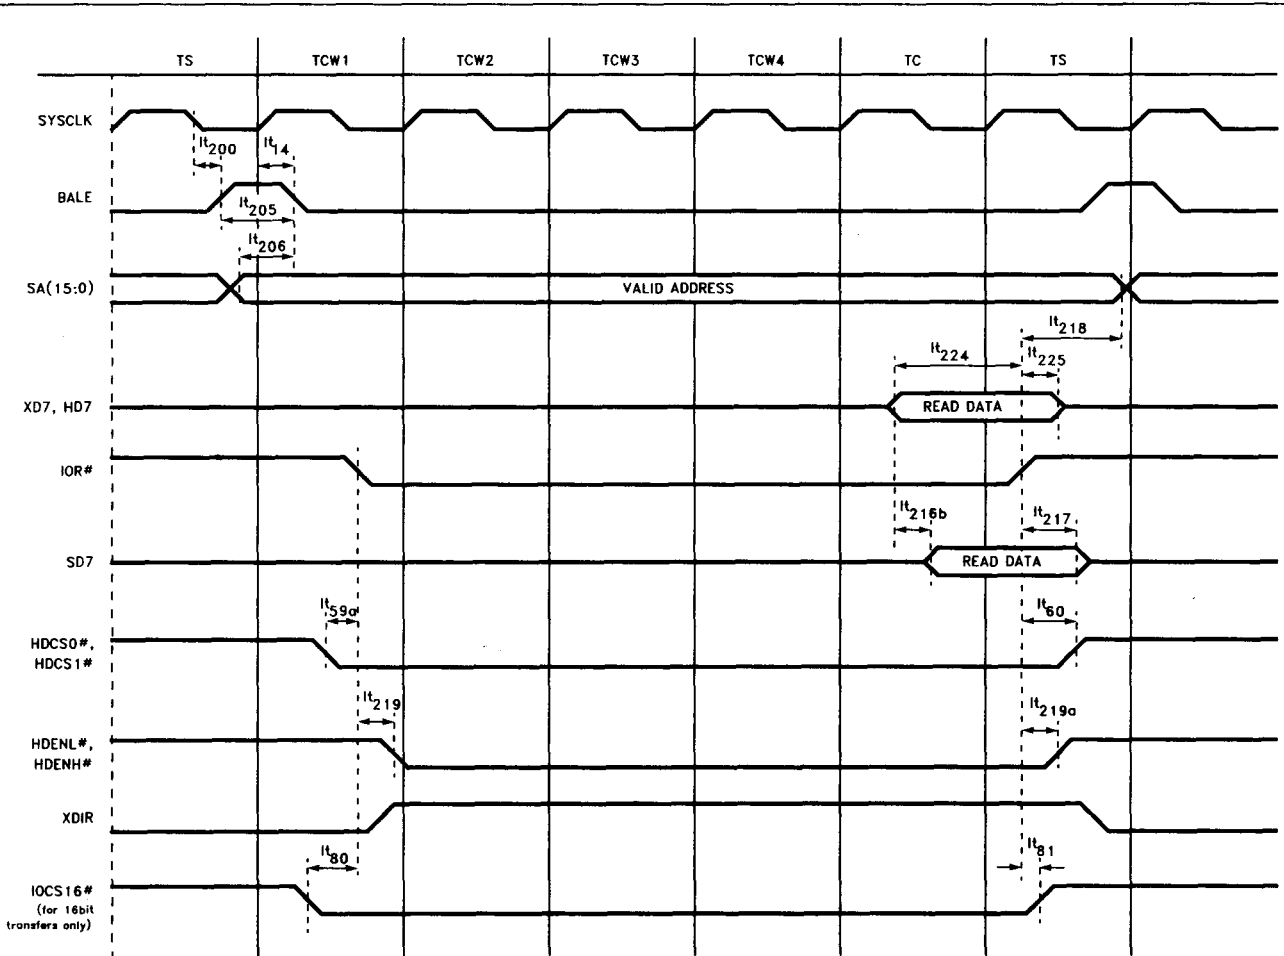 TS TCW1 TCW2 TCW3 TCW4 TC TS
SYSCLK
It200 It14
BALE
It205
It206
SA(15:0) VALID ADDRESS
It218
It224 It225
XD7, HD7 READ DATA
IOR#
It216b It217
SD7 READ DATA
It59a It60
HDCS0#,
HDCS1#
It219 It219a
HDENL#,
HDENH#
XDIR
It80 It81
IOCS16#
(for 16bit
transfers only)